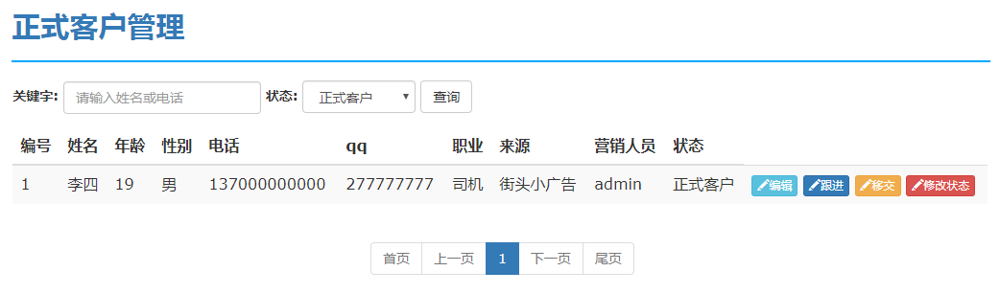 正式客户管理
关键字: 请输入姓名或电话 状态: 正式客户 查询
编号 姓名 年龄 性别 电话 qq 职业 来源 营销人员 状态
1 李四 19 男 137000000000 277777777 司机 街头小广告 admin 正式客户 编辑 跟进 移交 修改状态
首页 上一页 1 下一页 尾页